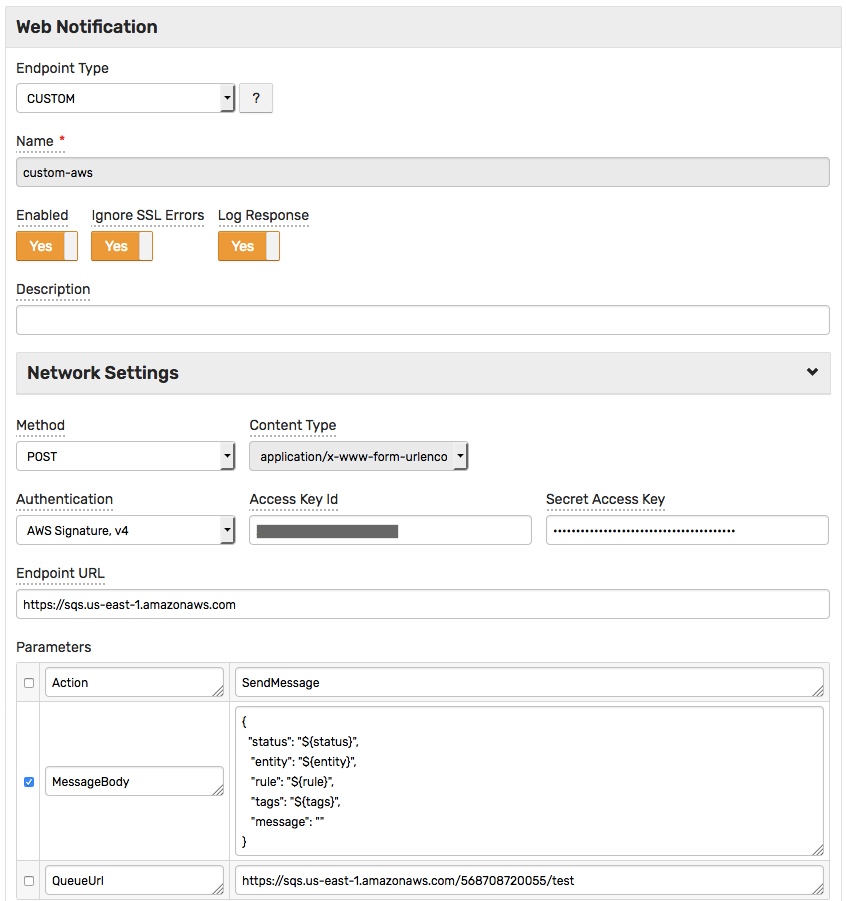 Web Notification
Endpoint Type
CUSTOM ?
Name *
custom-aws
Enabled Ignore SSL Errors Log Response
Yes Yes Yes
Description
Network Settings
Method Content Type
POST application/x-www-form-urlenco
Authentication Access Key Id Secret Access Key
AWS Signature, v4 ••••••••••••••••••••••••••••••••••••••••
Endpoint URL
https://sqs.us-east-1.amazonaws.com
Parameters
Action SendMessage
MessageBody
{
"status": "${status}",
"entity": "${entity}",
"rule": "${rule}",
"tags": "${tags}",
"message": ""
}
QueueUrl https://sqs.us-east-1.amazonaws.com/568708720055/test